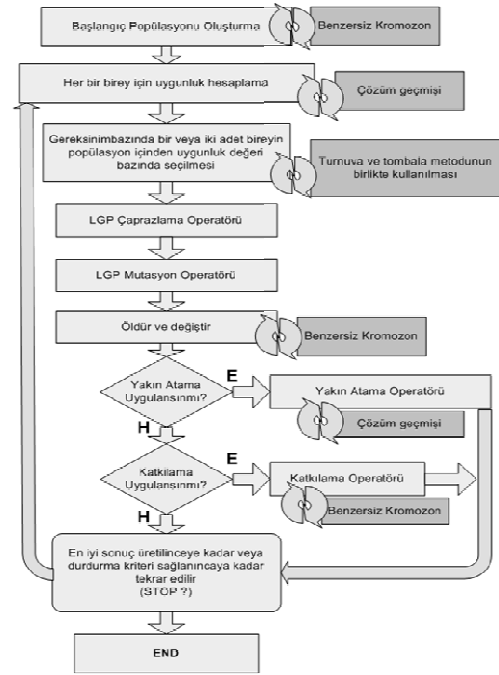 Başlangıç Popülasyonu Oluşturma
Benzersiz Kromozon
Her bir birey için uygunluk hesaplama
Çözüm geçmişi
Gereksinimbazında bir veya iki adet bireyin
popülasyon içinden uygunluk değeri
bazında seçilmesi
Turnuva ve tombala metodunun
birlikte kullanılması
LGP Çaprazlama Operatörü
LGP Mutasyon Operatörü
Öldür ve değiştir
Benzersiz Kromozon
Yakın Atama
Uygulansınmı?
E
Yakın Atama Operatörü
Çözüm geçmişi
H
Katkılama
Uygulansınmı?
E
Katkılama Operatörü
Benzersiz Kromozon
H
En iyi sonuç üretilinceye kadar veya
durdurma kriteri sağlanıncaya kadar
tekrar edilir
(STOP ?)
END